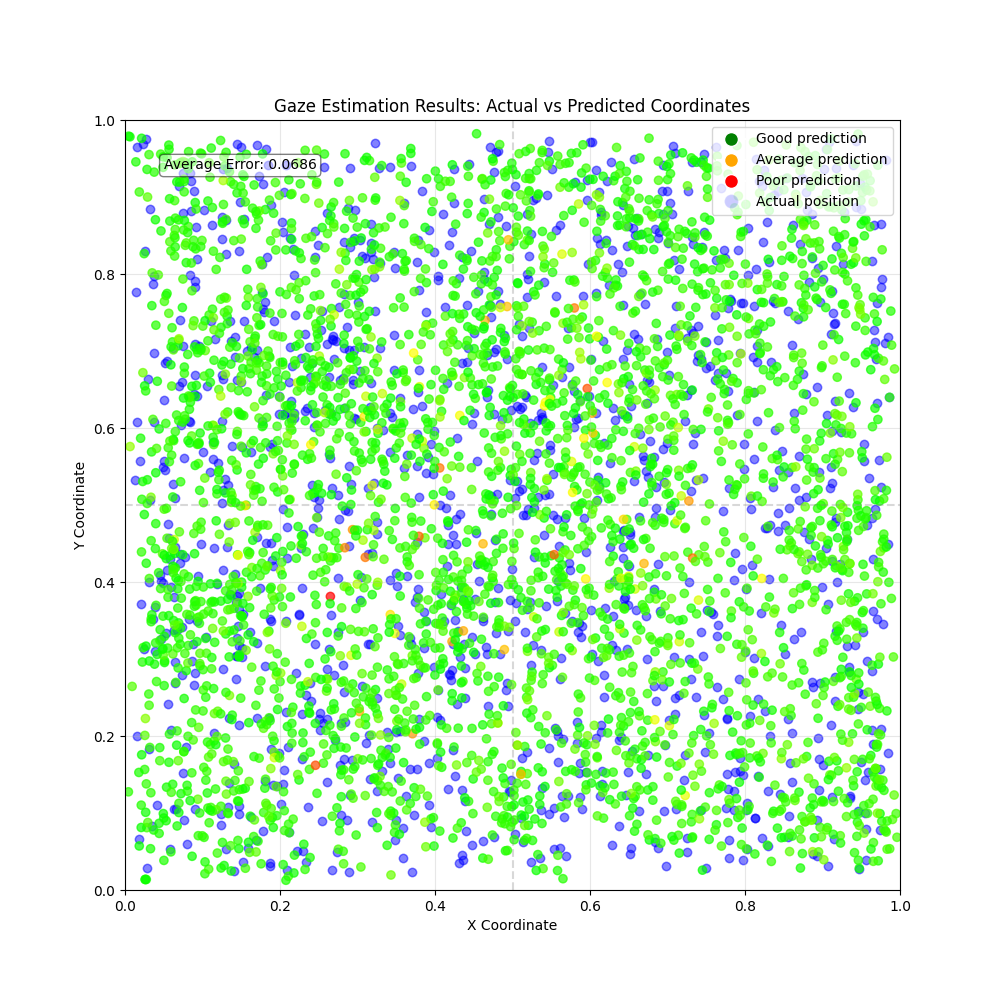 Gaze Estimation Results: Actual vs Predicted Coordinates
Average Error: 0.0686
Good prediction
Average prediction
Poor prediction
Actual position
Y Coordinate
1.0
0.8
0.6
0.4
0.2
0.0
0.0 0.2 0.4 0.6 0.8 1.0
X Coordinate